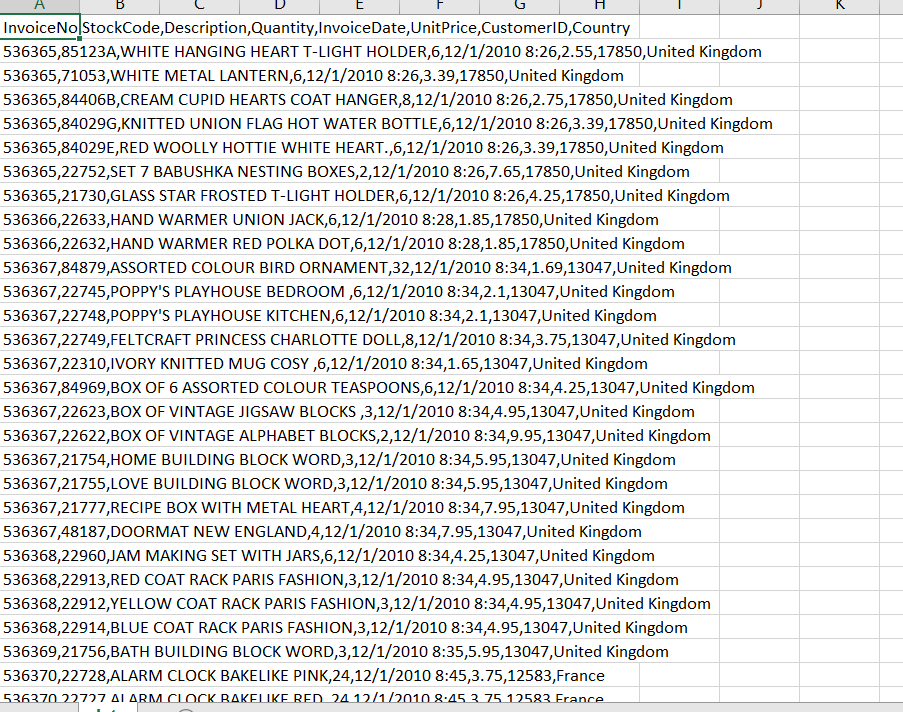 A B C D E F G H I J K
InvoiceNo,StockCode,Description,Quantity,InvoiceDate,UnitPrice,CustomerID,Country
536365,85123A,WHITE HANGING HEART T-LIGHT HOLDER,6,12/1/2010 8:26,2.55,17850,United Kingdom
536365,71053,WHITE METAL LANTERN,6,12/1/2010 8:26,3.39,17850,United Kingdom
536365,84406B,CREAM CUPID HEARTS COAT HANGER,8,12/1/2010 8:26,2.75,17850,United Kingdom
536365,84029G,KNITTED UNION FLAG HOT WATER BOTTLE,6,12/1/2010 8:26,3.39,17850,United Kingdom
536365,84029E,RED WOOLLY HOTTIE WHITE HEART.,6,12/1/2010 8:26,3.39,17850,United Kingdom
536365,22752,SET 7 BABUSHKA NESTING BOXES,2,12/1/2010 8:26,7.65,17850,United Kingdom
536365,21730,GLASS STAR FROSTED T-LIGHT HOLDER,6,12/1/2010 8:26,4.25,17850,United Kingdom
536366,22633,HAND WARMER UNION JACK,6,12/1/2010 8:28,1.85,17850,United Kingdom
536366,22632,HAND WARMER RED POLKA DOT,6,12/1/2010 8:28,1.85,17850,United Kingdom
536367,84879,ASSORTED COLOUR BIRD ORNAMENT,32,12/1/2010 8:34,1.69,13047,United Kingdom
536367,22745,POPPY'S PLAYHOUSE BEDROOM ,6,12/1/2010 8:34,2.1,13047,United Kingdom
536367,22748,POPPY'S PLAYHOUSE KITCHEN,6,12/1/2010 8:34,2.1,13047,United Kingdom
536367,22749,FELTCRAFT PRINCESS CHARLOTTE DOLL,8,12/1/2010 8:34,3.75,13047,United Kingdom
536367,22310,IVORY KNITTED MUG COSY ,6,12/1/2010 8:34,1.65,13047,United Kingdom
536367,84969,BOX OF 6 ASSORTED COLOUR TEASPOONS,6,12/1/2010 8:34,4.25,13047,United Kingdom
536367,22623,BOX OF VINTAGE JIGSAW BLOCKS ,3,12/1/2010 8:34,4.95,13047,United Kingdom
536367,22622,BOX OF VINTAGE ALPHABET BLOCKS,2,12/1/2010 8:34,9.95,13047,United Kingdom
536367,21754,HOME BUILDING BLOCK WORD,3,12/1/2010 8:34,5.95,13047,United Kingdom
536367,21755,LOVE BUILDING BLOCK WORD,3,12/1/2010 8:34,5.95,13047,United Kingdom
536367,21777,RECIPE BOX WITH METAL HEART,4,12/1/2010 8:34,7.95,13047,United Kingdom
536367,48187,DOORMAT NEW ENGLAND,4,12/1/2010 8:34,7.95,13047,United Kingdom
536368,22960,JAM MAKING SET WITH JARS,6,12/1/2010 8:34,4.25,13047,United Kingdom
536368,22913,RED COAT RACK PARIS FASHION,3,12/1/2010 8:34,4.95,13047,United Kingdom
536368,22912,YELLOW COAT RACK PARIS FASHION,3,12/1/2010 8:34,4.95,13047,United Kingdom
536368,22914,BLUE COAT RACK PARIS FASHION,3,12/1/2010 8:34,4.95,13047,United Kingdom
536369,21756,BATH BUILDING BLOCK WORD,3,12/1/2010 8:35,5.95,13047,United Kingdom
536370,22728,ALARM CLOCK BAKELIKE PINK,24,12/1/2010 8:45,3.75,12583,France
536370,22727,ALARM CLOCK BAKELIKE RED ,24,12/1/2010 8:45,3.75,12583,France